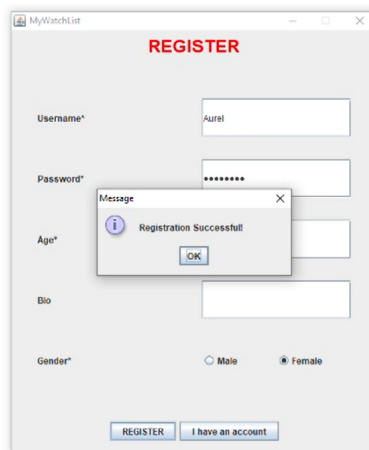 MyWatchList
REGISTER
Username*
Aurel
Password*
••••••••
Message
Registration Successful!
OK
Age*
Bio
Gender*
Male
Female
REGISTER
I have an account